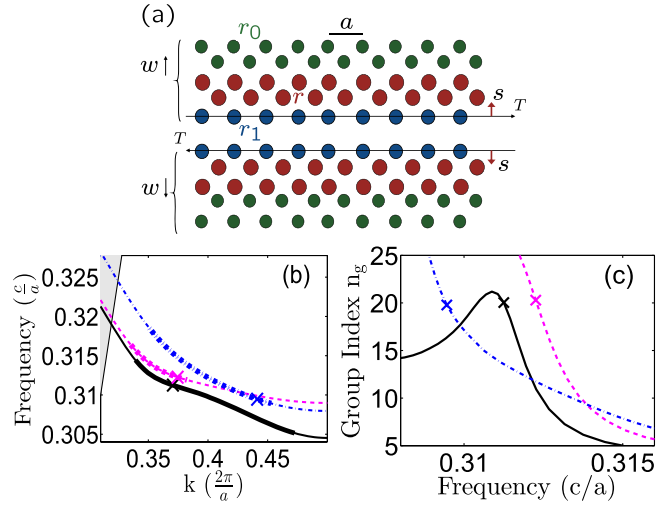 (a)
r₀
a
w↑
r
s
T
r₁
T
s
w↓
(b)
0.325
0.32
0.315
0.31
0.305
Frequency (c/a)
0.35 0.4 0.45
k (2π/a)
(c)
25
20
15
10
5
Group Index n_g
0.31 0.315
Frequency (c/a)